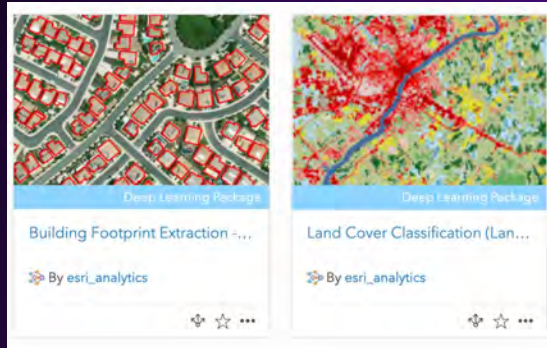 Deep Learning Package
Deep Learning Package
Building Footprint Extraction -...
Land Cover Classification (Lan...
By esri_analytics
By esri_analytics